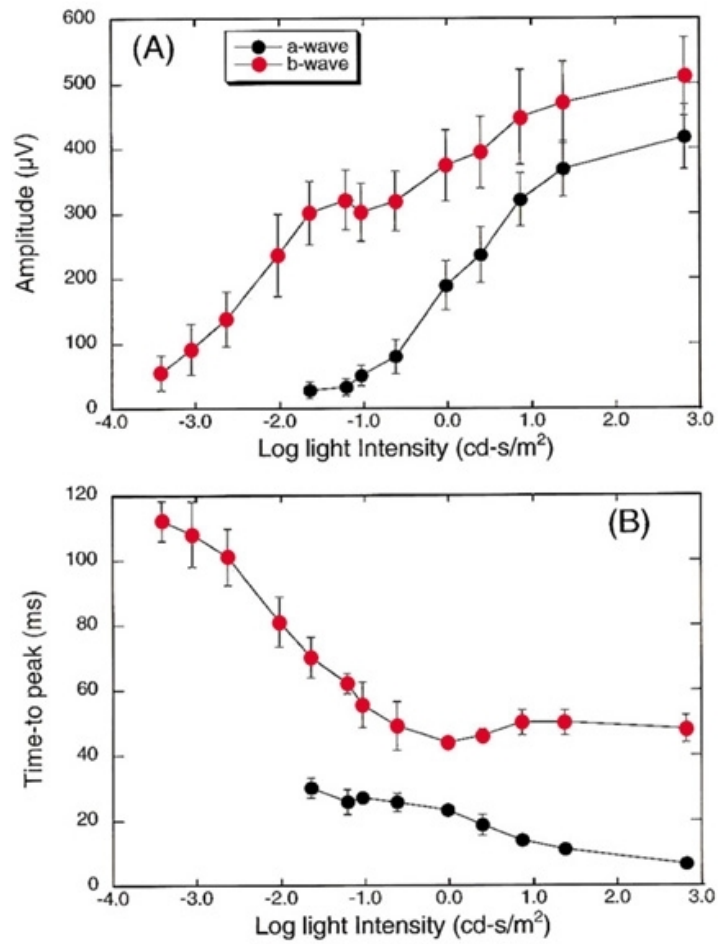 600
(A)
a-wave
b-wave
500
400
300
200
100
0
Amplitude (µV)
-4.0 -3.0 -2.0 -1.0 0.0 1.0 2.0 3.0
Log light Intensity (cd-s/m²)
120
(B)
100
80
60
40
20
0
Time-to peak (ms)
-4.0 -3.0 -2.0 -1.0 0.0 1.0 2.0 3.0
Log light Intensity (cd-s/m²)